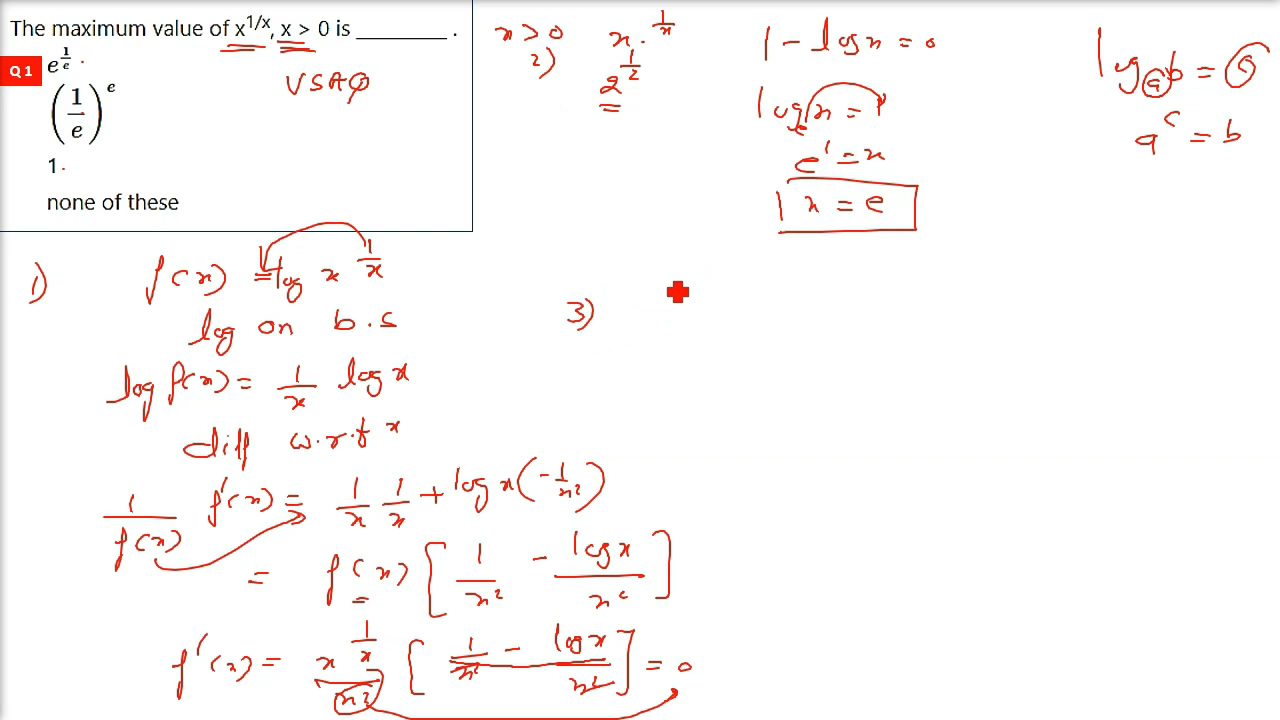 The maximum value of x^{1/x}, x > 0 is ________ .
Q1
e^{1/e} .
(1/e)^e
1.
none of these
VSAQ
x > 0
x . ^{1/x}
2)
2^{1/2}
1 - log x = 0
log x = 1
e^1 = x
x = e
log_a b = c
a^c = b
1)
f(x) = log x^{1/x}
log on b.s
log f(x) = 1/x log x
diff w.r.t x
1/f(x) f'(x) = 1/x 1/x + log x (-1/x²)
= f(x) [1/x² - log x/x²]
f'(x) = x^{1/x}/x² [1/x² - log x/x²] = 0
3)